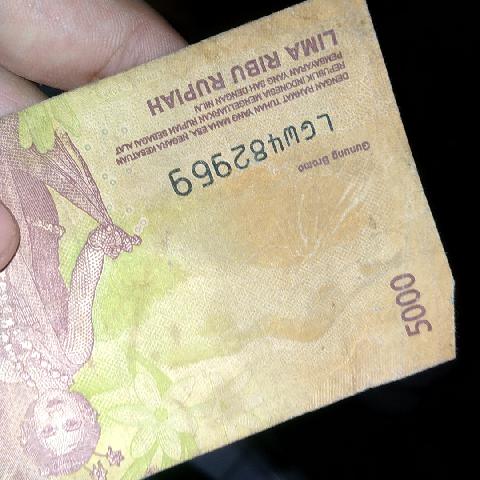 DENGAN RAHMAT TUHAN YANG MAHA ESA, NEGARA KESATUAN
REPUBLIK INDONESIA MENGELUARKAN RUPIAH SEBAGAI ALAT
PEMBAYARAN YANG SAH DENGAN NILAI
LIMA RIBU RUPIAH
LGW482969
Gunung Bromo
5000